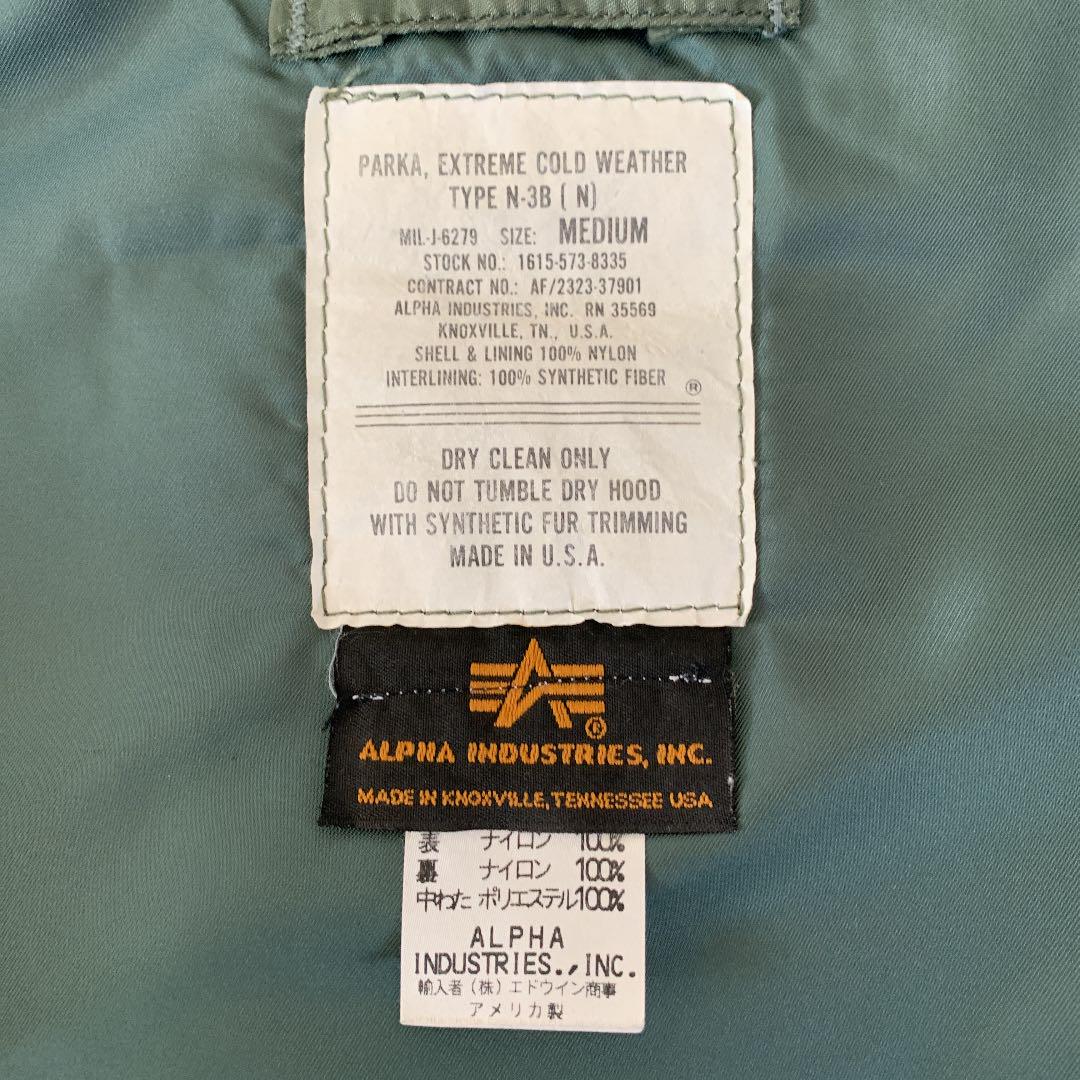 PARKA, EXTREME COLD WEATHER
TYPE N-3B ( N)
MIL-J-6279 SIZE: MEDIUM
STOCK NO.: 1615-573-8335
CONTRACT NO.: AF/2323-37901
ALPHA INDUSTRIES, INC. RN 35569
KNOXVILLE, TN., U.S.A.
SHELL & LINING 100% NYLON
INTERLINING: 100% SYNTHETIC FIBER ®
DRY CLEAN ONLY
DO NOT TUMBLE DRY HOOD
WITH SYNTHETIC FUR TRIMMING
MADE IN U.S.A.
®
ALPHA INDUSTRIES, INC.
MADE IN KNOXVILLE, TENNESSEE USA
表 ナイロン 100%
裏 ナイロン 100%
中わた ポリエステル100%
ALPHA
INDUSTRIES., INC.
輸入者 (株) エドウイン商事
アメリカ製